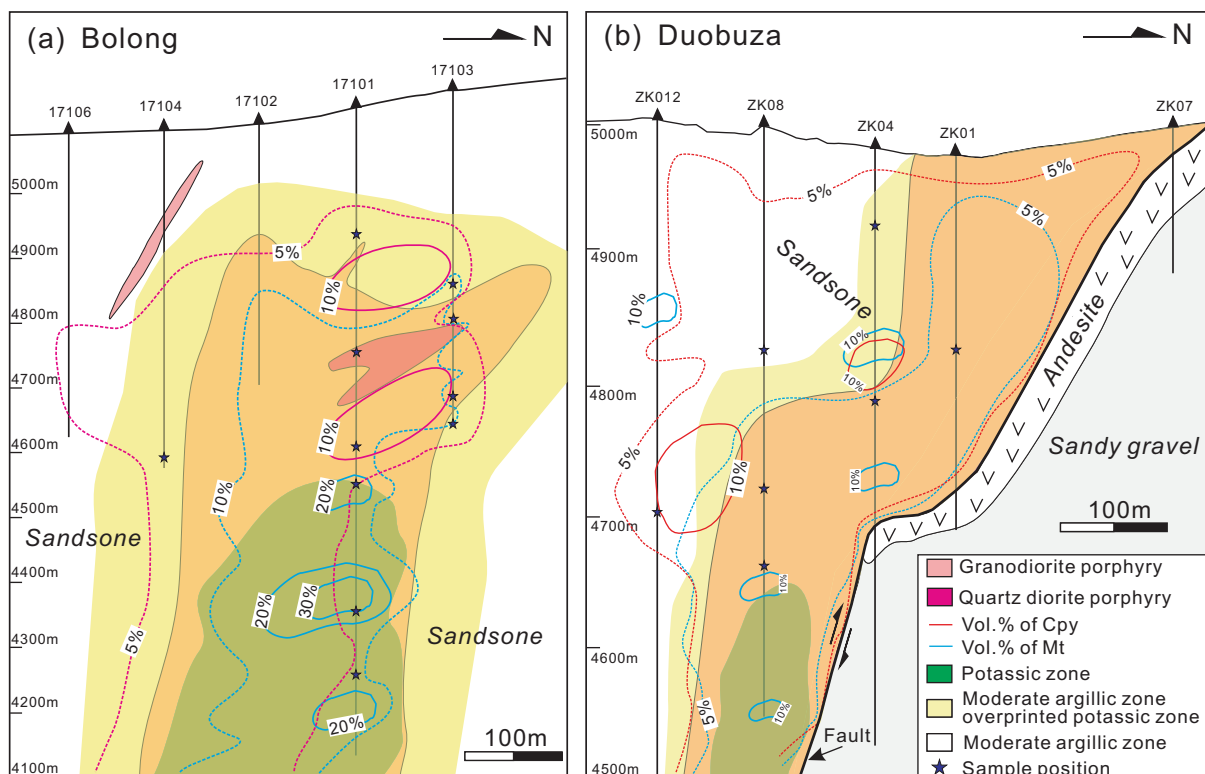 (a) Bolong
N
17106
17104
17102
17101
17103
5000m
4900m
4800m
4700m
4600m
4500m
4400m
4300m
4200m
4100m
5%
10%
10%
10%
20%
20%
30%
5%
20%
Sandsone
Sandsone
100m
(b) Duobuza
N
ZK012
ZK08
ZK04
ZK01
ZK07
5000m
4900m
4800m
4700m
4600m
4500m
5%
5%
5%
10%
10%
10%
10%
5%
10%
10%
10%
5%
Sandsone
Andesite
Sandy gravel
Fault
100m
Granodiorite porphyry
Quartz diorite porphyry
Vol.% of Cpy
Vol.% of Mt
Potassic zone
Moderate argillic zone
overprinted potassic zone
Moderate argillic zone
Sample position